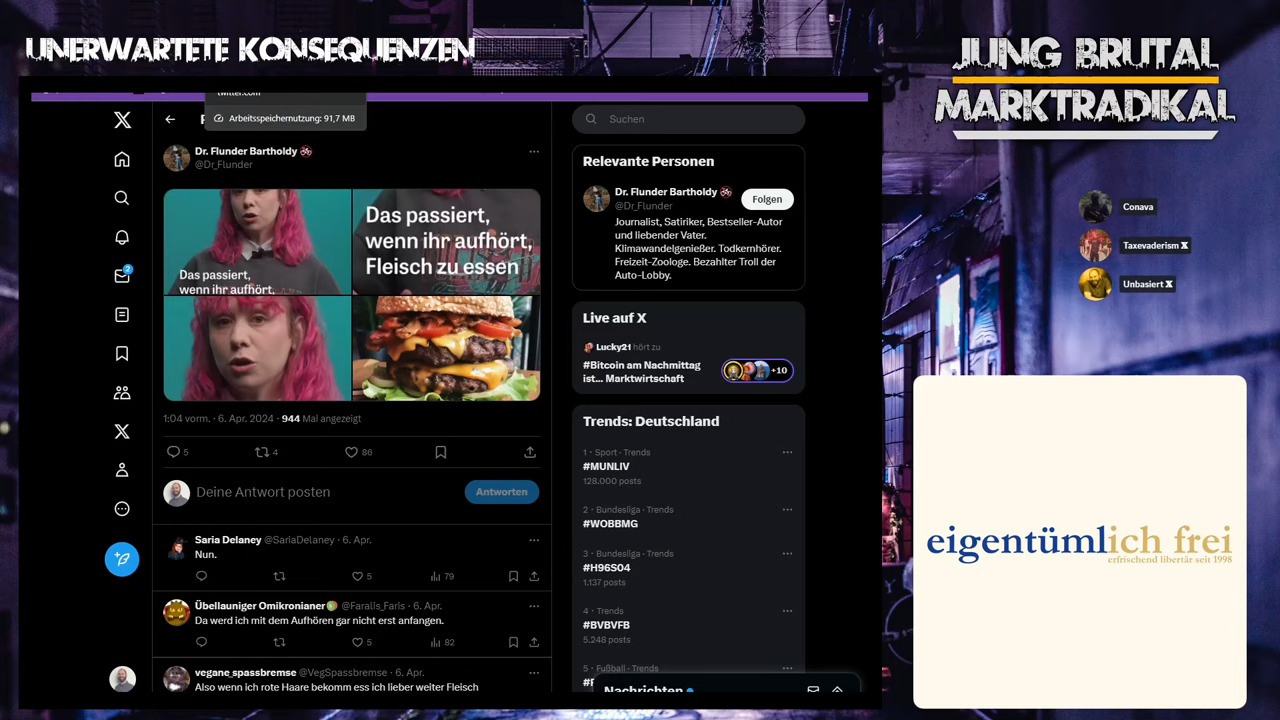 UNERWARTETE KONSEQUENZEN
JUNG BRUTAL
MARKTRADIKAL
twitter.com
Arbeitsspeichernutzung: 91,7 MB
Dr. Flunder Bartholdy
@Dr_Flunder
Das passiert,
wenn ihr aufhört,
Das passiert,
wenn ihr aufhört,
Fleisch zu essen
1:04 vorm. · 6. Apr. 2024 · 944 Mal angezeigt
5 4 86
Deine Antwort posten
Antworten
Saria Delaney @SariaDelaney · 6. Apr.
Nun.
5 79
Übellauniger Omikronianer @Faralis_Faris · 6. Apr.
Da werd ich mit dem Aufhören gar nicht erst anfangen.
5 82
vegane_spassbremse @VegSpassbremse · 6. Apr.
Also wenn ich rote Haare bekomm ess ich lieber weiter Fleisch
2
Suchen
Relevante Personen
Dr. Flunder Bartholdy
@Dr_Flunder
Folgen
Journalist, Satiriker, Bestseller-Autor
und liebender Vater.
Klimawandelgenießer. Todkernhörer.
Freizeit-Zoologe. Bezahlter Troll der
Auto-Lobby.
Live auf X
Lucky21 hört zu
#Bitcoin am Nachmittag
ist... Marktwirtschaft
+10
Trends: Deutschland
1 · Sport · Trends
#MUNLIV
128.000 posts
2 · Bundesliga · Trends
#WOBBMG
3 · Bundesliga · Trends
#H96S04
1.137 posts
4 · Trends
#BVBVFB
5.248 posts
5 · Fußball · Trends
Nachrichten
Conava
Taxevaderism X
Unbasiert X
eigentümlich frei
erfrischend libertär seit 1998